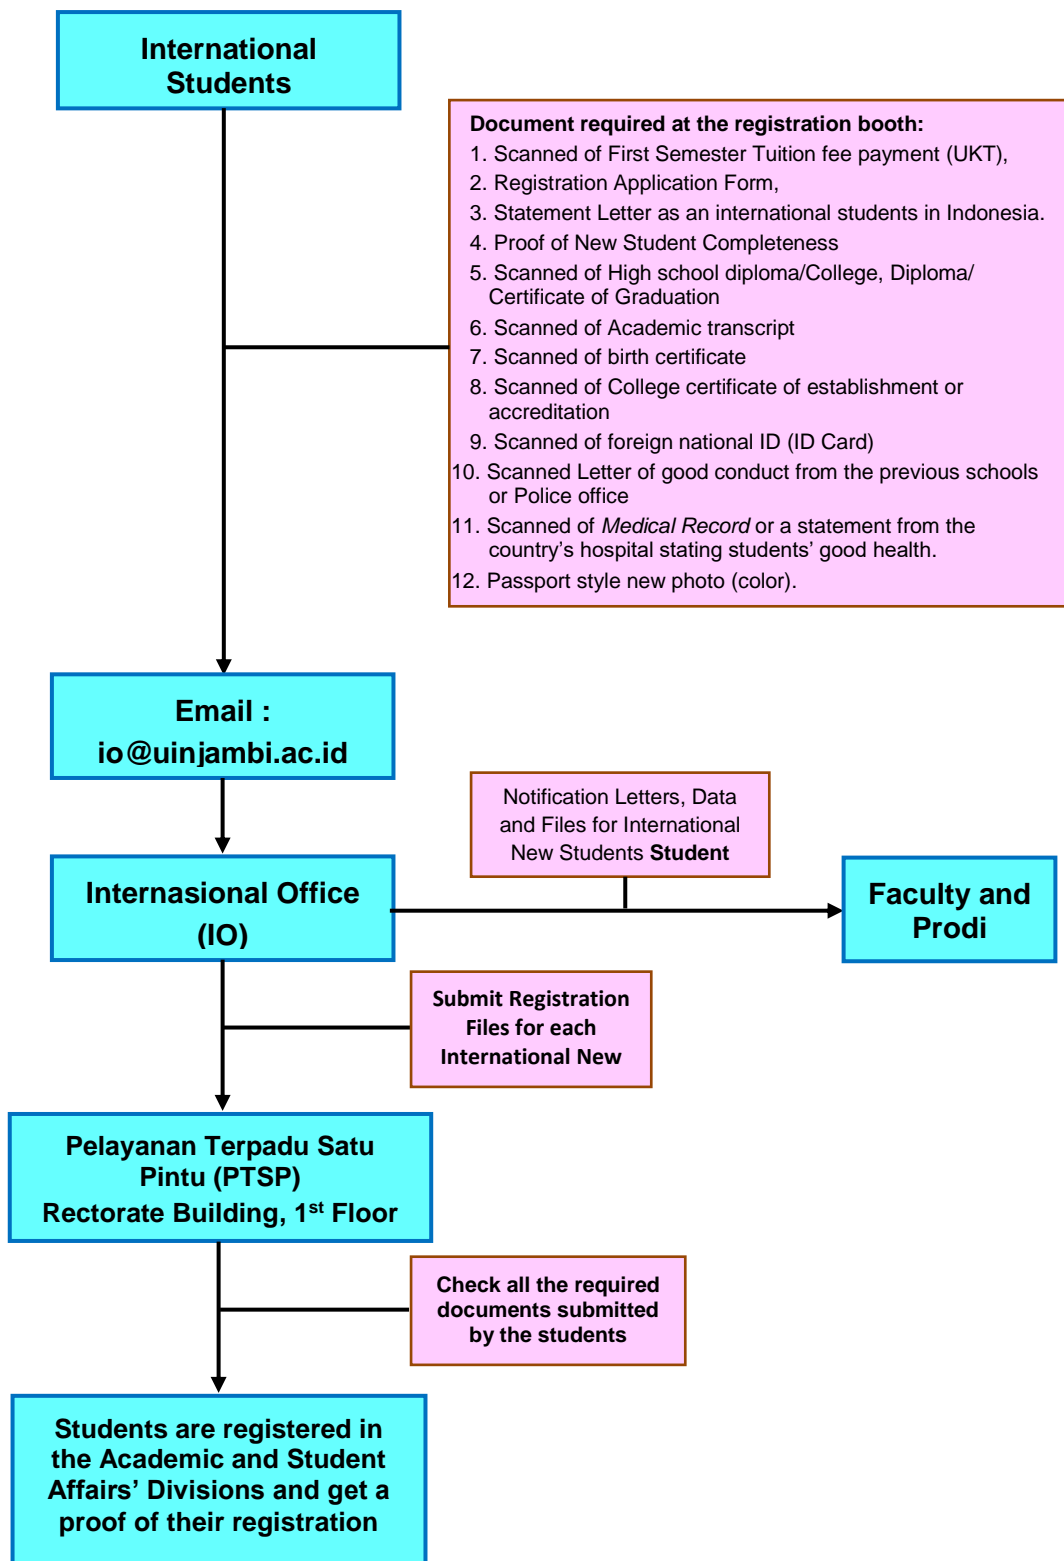 International
Students
Document required at the registration booth:
1. Scanned of First Semester Tuition fee payment (UKT),
2. Registration Application Form,
3. Statement Letter as an international students in Indonesia.
4. Proof of New Student Completeness
5. Scanned of High school diploma/College, Diploma/
Certificate of Graduation
6. Scanned of Academic transcript
7. Scanned of birth certificate
8. Scanned of College certificate of establishment or
accreditation
9. Scanned of foreign national ID (ID Card)
10. Scanned Letter of good conduct from the previous schools
or Police office
11. Scanned of Medical Record or a statement from the
country’s hospital stating students’ good health.
12. Passport style new photo (color).
Email :
io@uinjambi.ac.id
Notification Letters, Data
and Files for International
New Students Student
Internasional Office
(IO)
Faculty and
Prodi
Submit Registration
Files for each
International New
Pelayanan Terpadu Satu
Pintu (PTSP)
Rectorate Building, 1st Floor
Check all the required
documents submitted
by the students
Students are registered in
the Academic and Student
Affairs’ Divisions and get a
proof of their registration